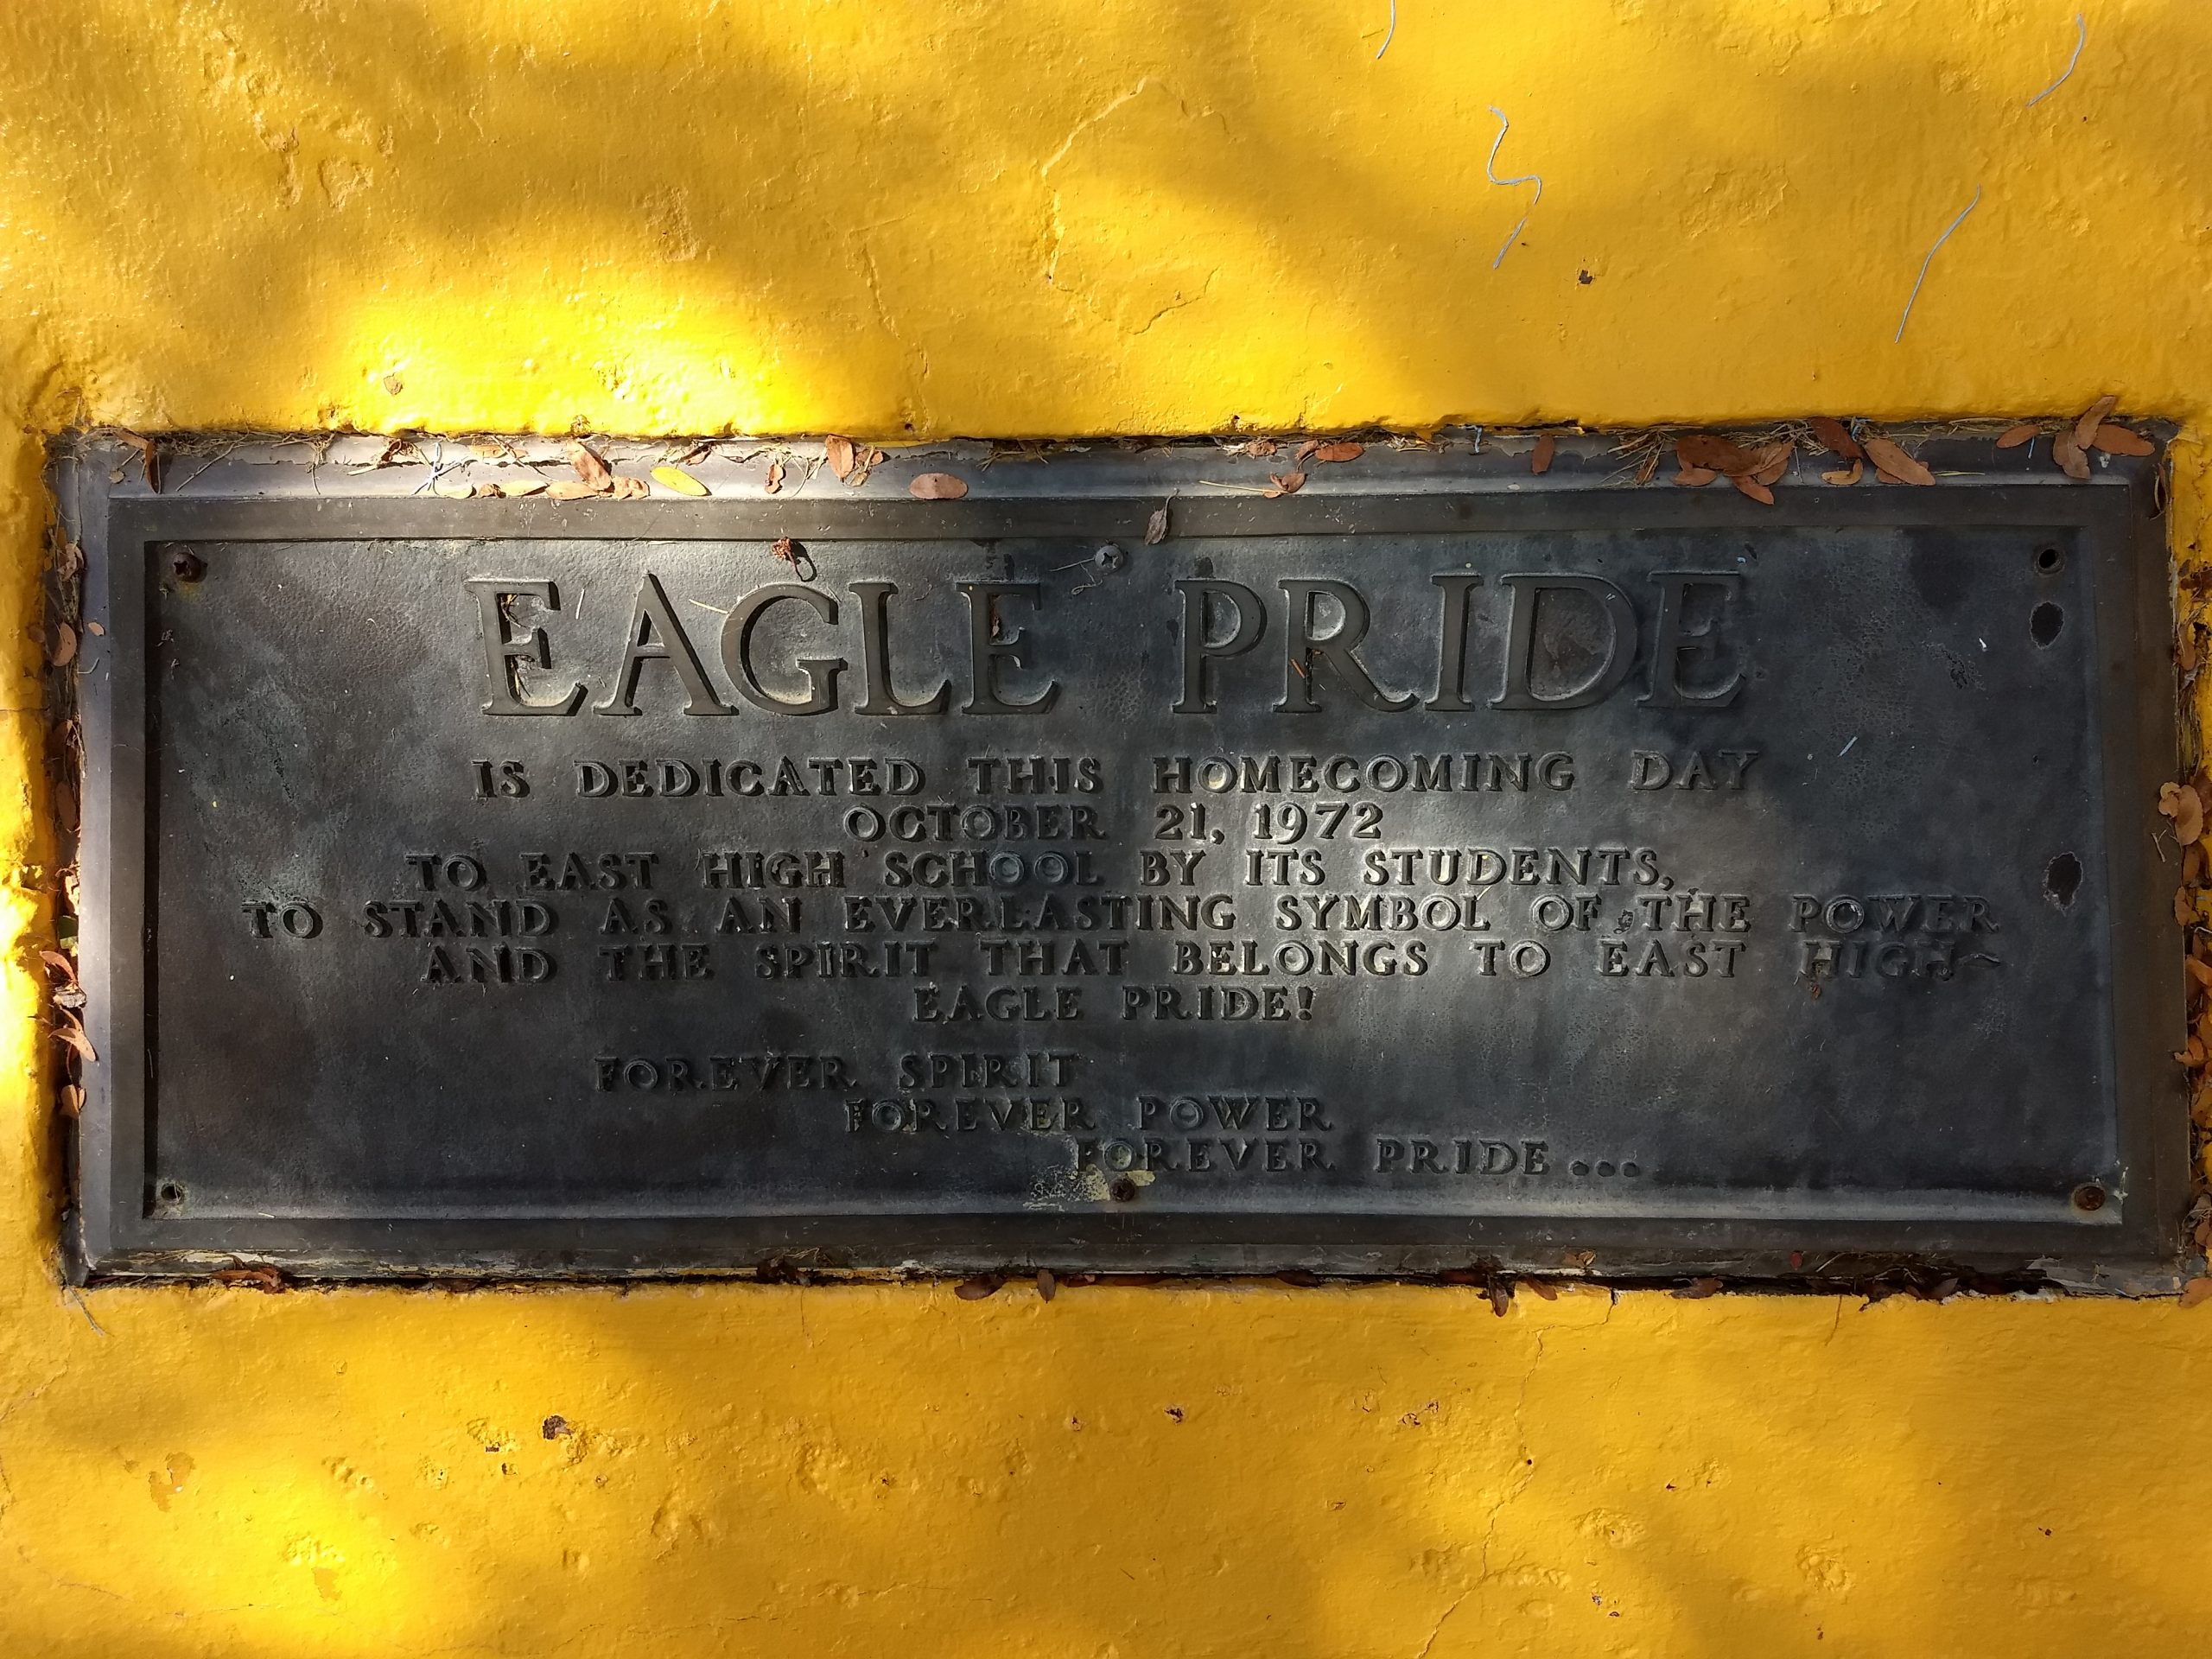 EAGLE PRIDE
IS DEDICATED THIS HOMECOMING DAY
OCTOBER 21, 1972
TO EAST HIGH SCHOOL BY ITS STUDENTS,
TO STAND AS AN EVERLASTING SYMBOL OF THE POWER
AND THE SPIRIT THAT BELONGS TO EAST HIGH~
EAGLE PRIDE!
FOREVER SPIRIT
FOREVER POWER
FOREVER PRIDE...